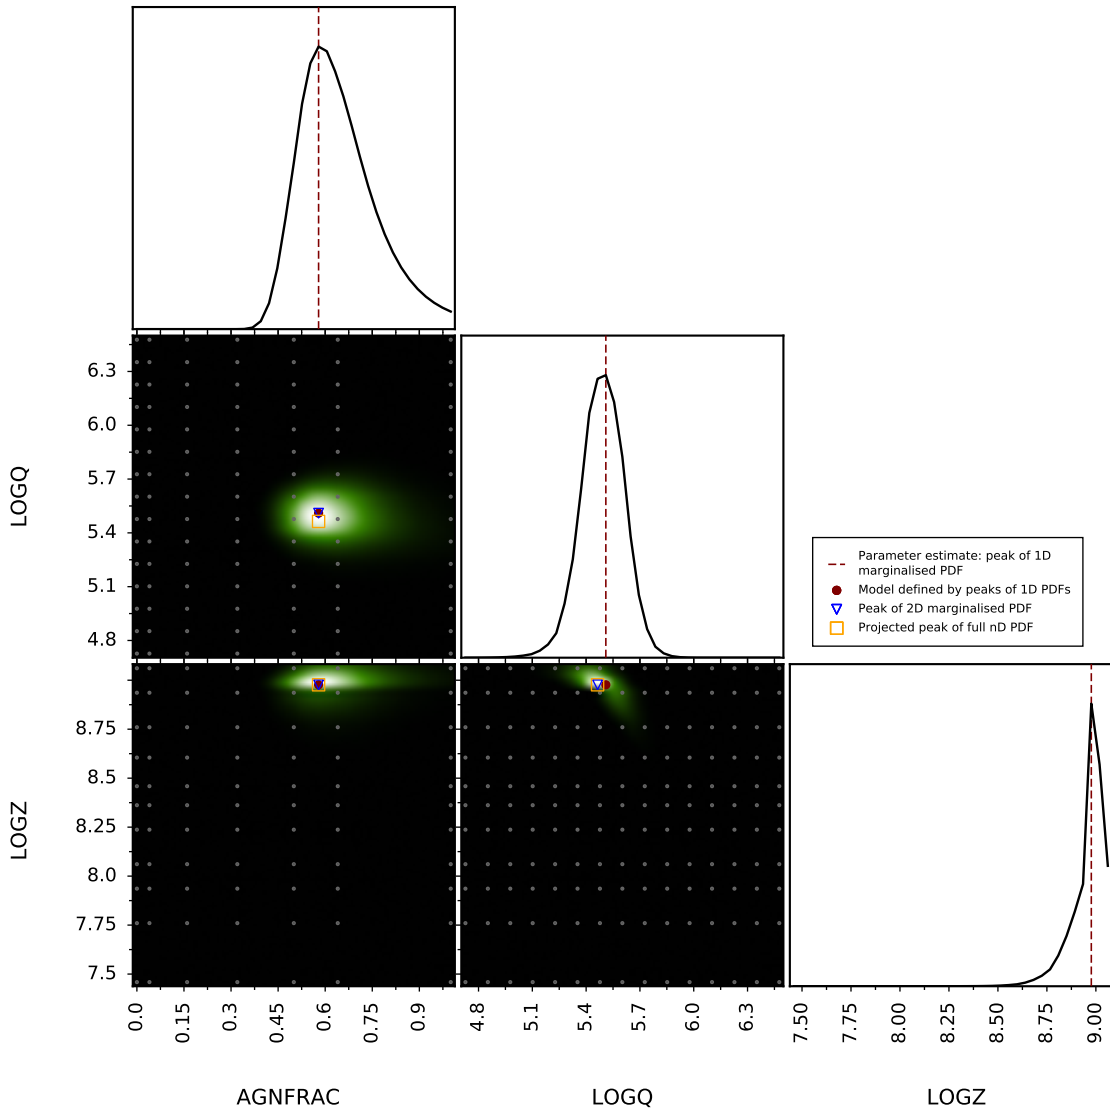 LOGQ
6.3
6.0
5.7
5.4
5.1
4.8
Parameter estimate: peak of 1D
marginalised PDF
Model defined by peaks of 1D PDFs
Peak of 2D marginalised PDF
Projected peak of full nD PDF
LOGZ
8.75
8.5
8.25
8.0
7.75
7.5
0.0 0.15 0.3 0.45 0.6 0.75 0.9 4.8 5.1 5.4 5.7 6.0 6.3 7.50 7.75 8.00 8.25 8.50 8.75 9.00
AGNFRAC LOGQ LOGZ